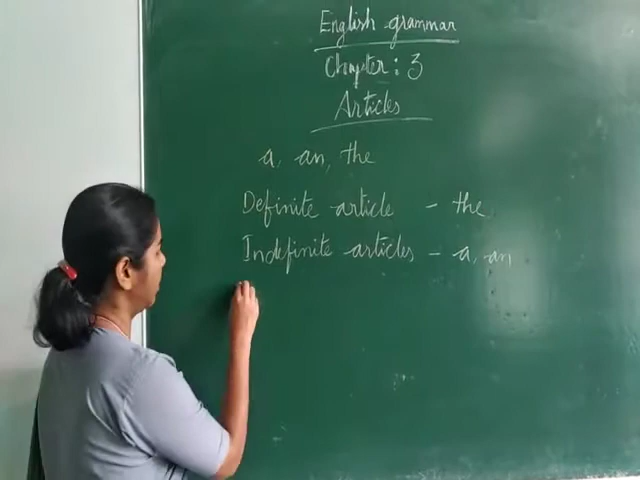 English grammar
Chapter: 3
Articles
a, an, the
Definite article - the
Indefinite articles - a, an